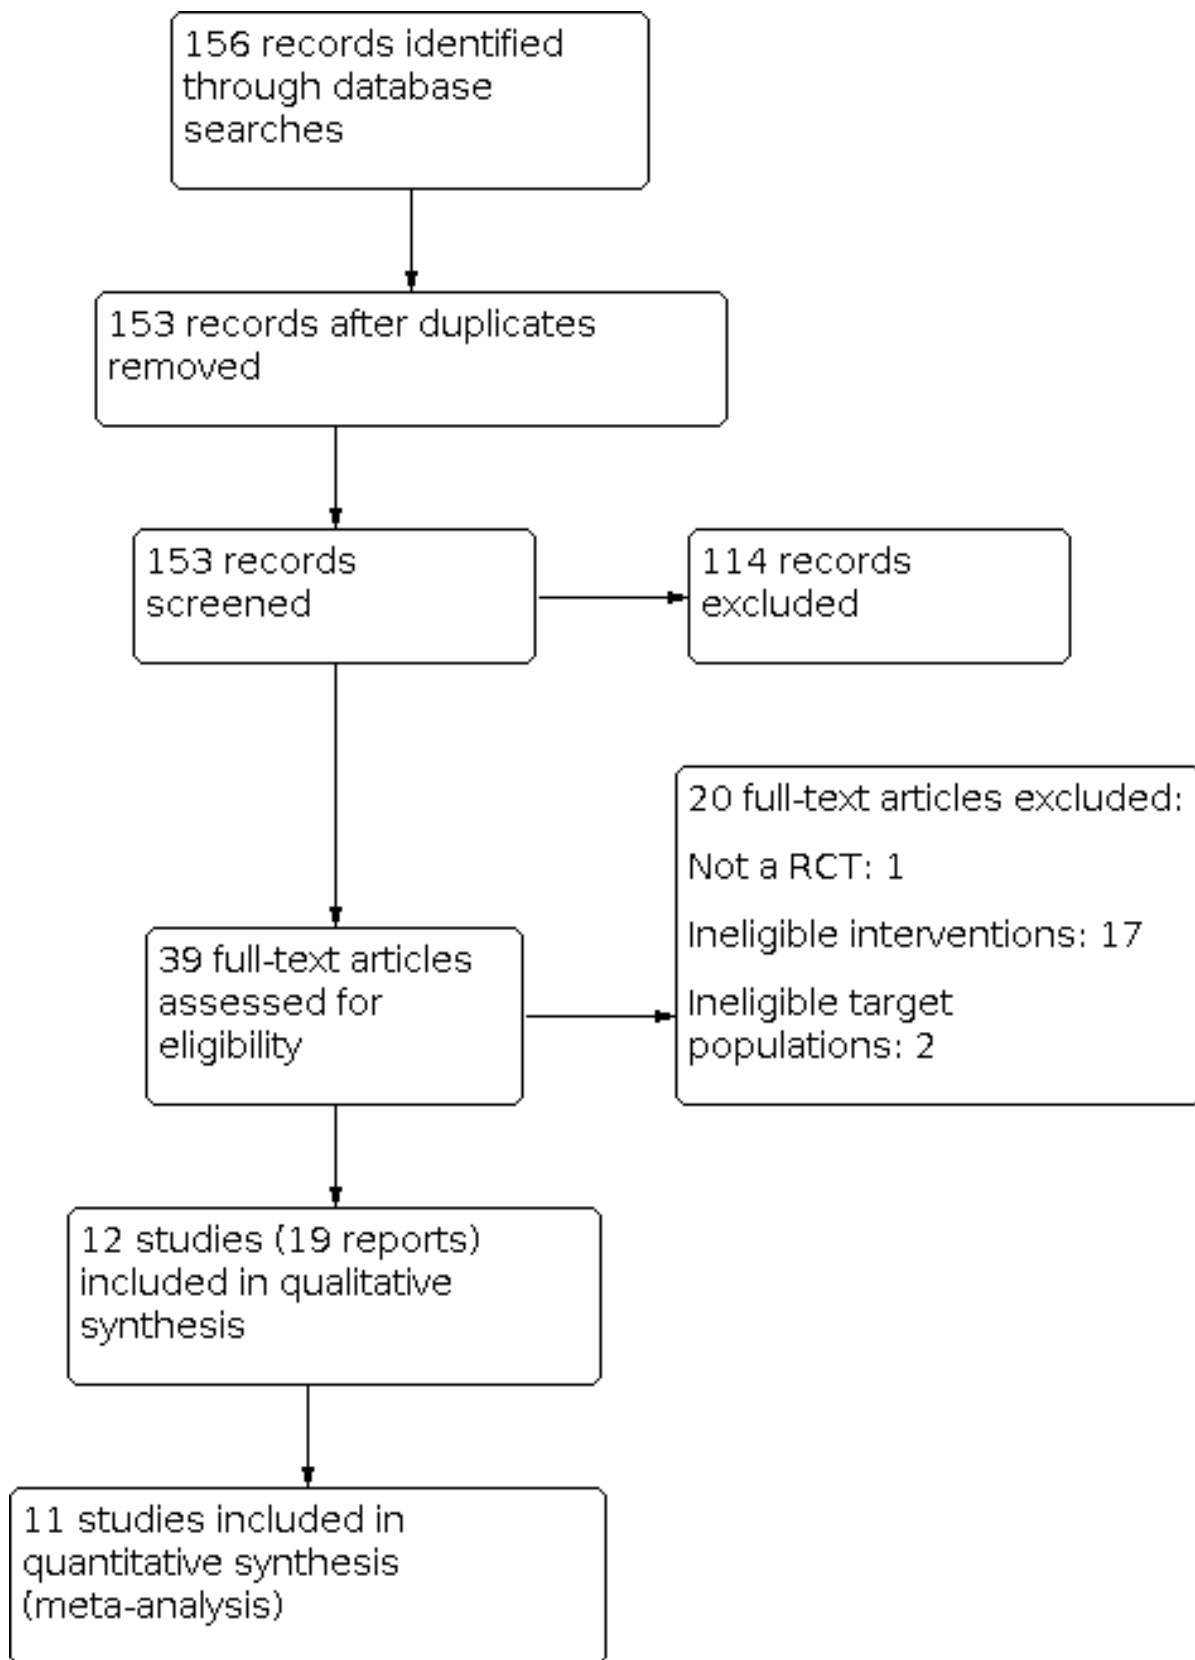 156 records identified
through database
searches
153 records after duplicates
removed
153 records
screened
114 records
excluded
20 full-text articles excluded:
Not a RCT: 1
Ineligible interventions: 17
Ineligible target
populations: 2
39 full-text articles
assessed for
eligibility
12 studies (19 reports)
included in qualitative
synthesis
11 studies included in
quantitative synthesis
(meta-analysis)